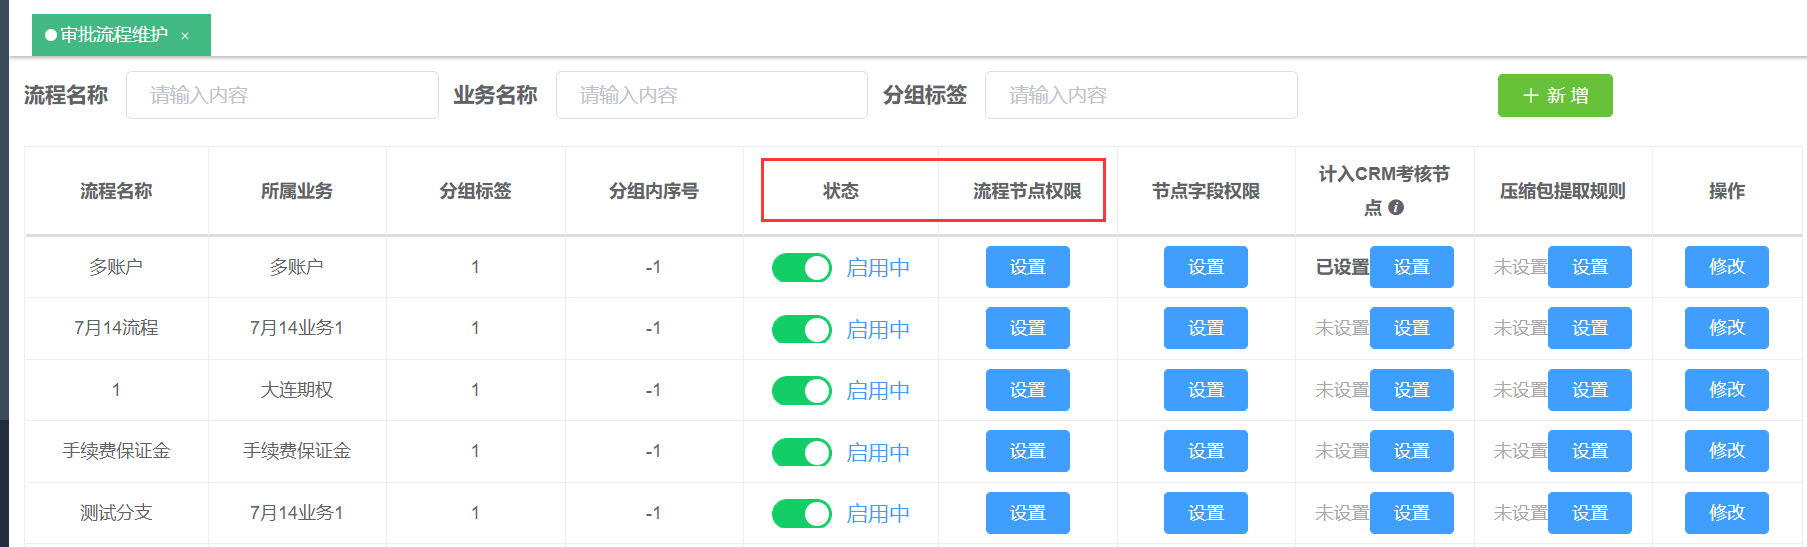 审批流程维护 ×
流程名称 请输入内容 业务名称 请输入内容 分组标签 请输入内容 + 新 增
流程名称 所属业务 分组标签 分组内序号 状态 流程节点权限 节点字段权限 计入CRM考核节点 压缩包提取规则 操作
多账户 多账户 1 -1 启用中 设置 设置 已设置 设置 未设置 设置 修改
7月14流程 7月14业务1 1 -1 启用中 设置 设置 未设置 设置 未设置 设置 修改
1 大连期权 1 -1 启用中 设置 设置 未设置 设置 未设置 设置 修改
手续费保证金 手续费保证金 1 -1 启用中 设置 设置 未设置 设置 未设置 设置 修改
测试分支 7月14业务1 1 -1 启用中 设置 设置 未设置 设置 未设置 设置 修改